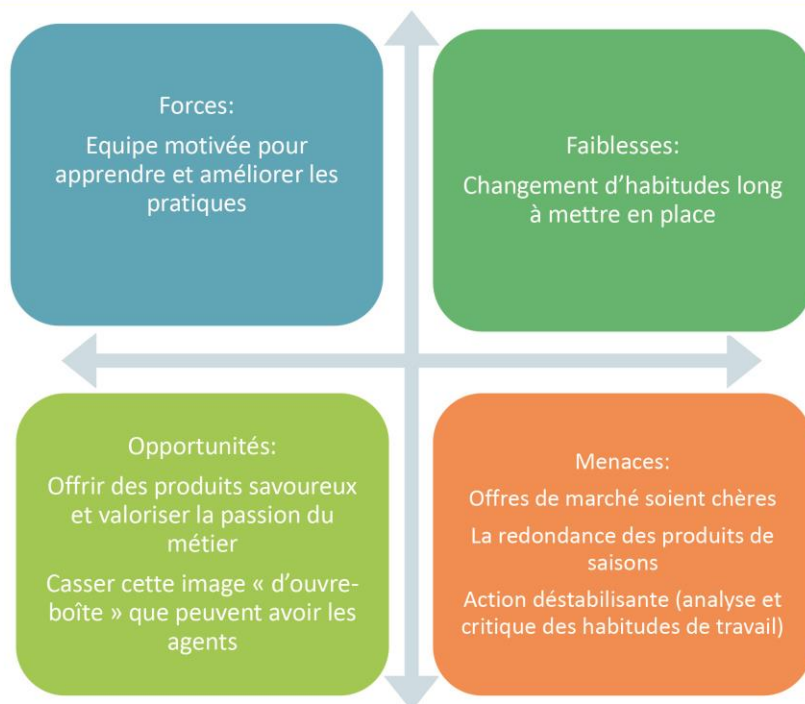 Forces:
Equipe motivée pour
apprendre et améliorer les
pratiques
Faiblesses:
Changement d’habitudes long
à mettre en place
Opportunités:
Offrir des produits savoureux
et valoriser la passion du
métier
Casser cette image « d’ouvre-
boîte » que peuvent avoir les
agents
Menaces:
Offres de marché soient chères
La redondance des produits de
saisons
Action déstabilisante (analyse et
critique des habitudes de travail)